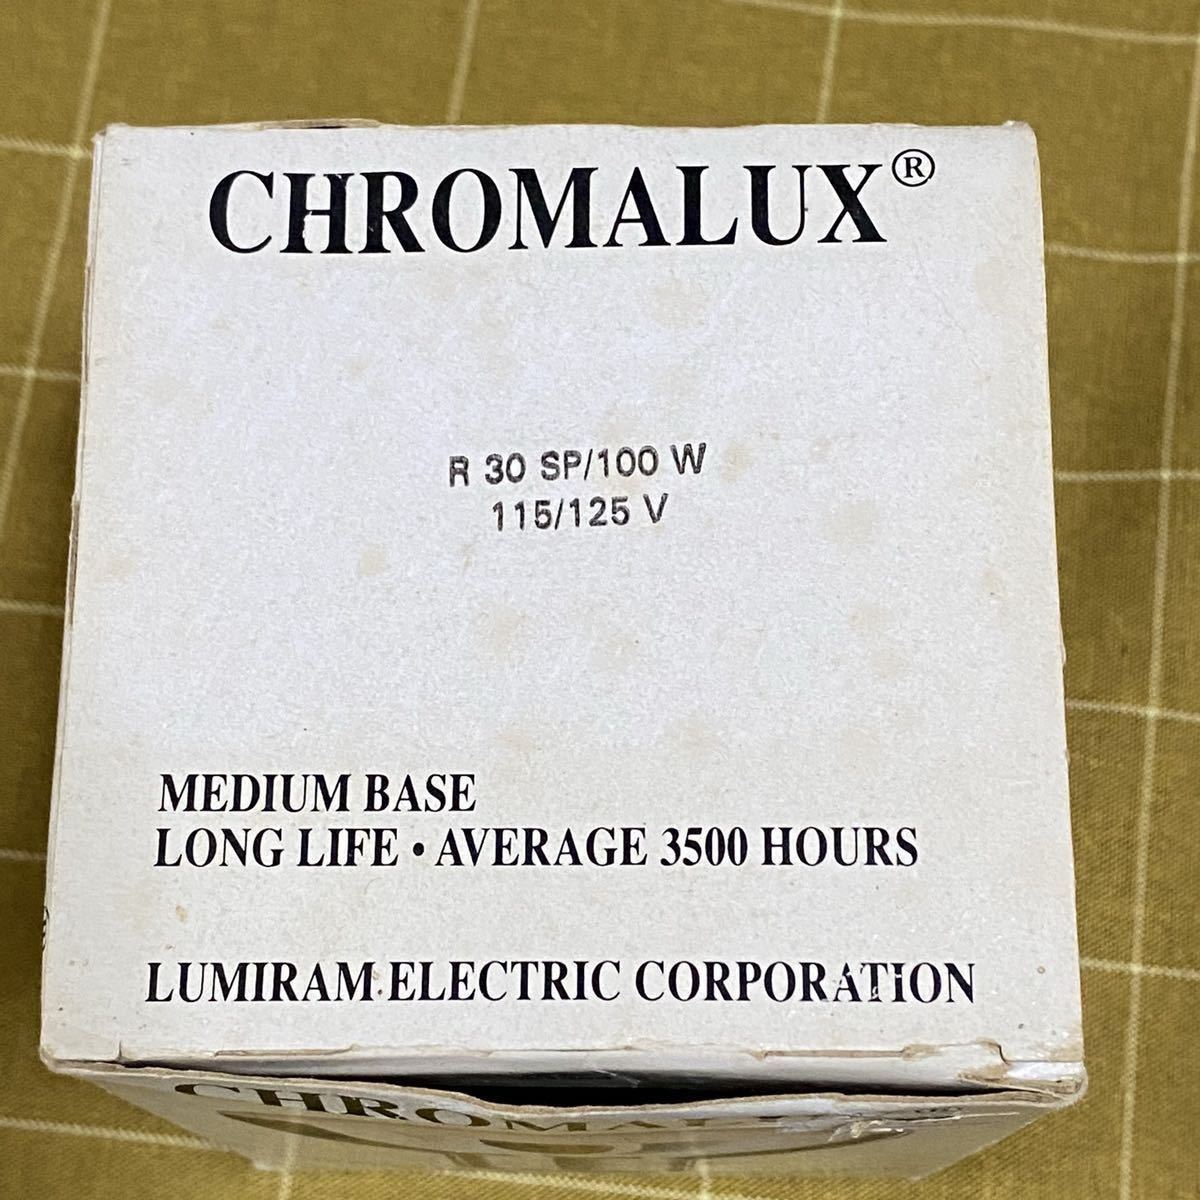 CHROMALUX®
R 30 SP/100 W
115/125 V
MEDIUM BASE
LONG LIFE • AVERAGE 3500 HOURS
LUMIRAM ELECTRIC CORPORATION